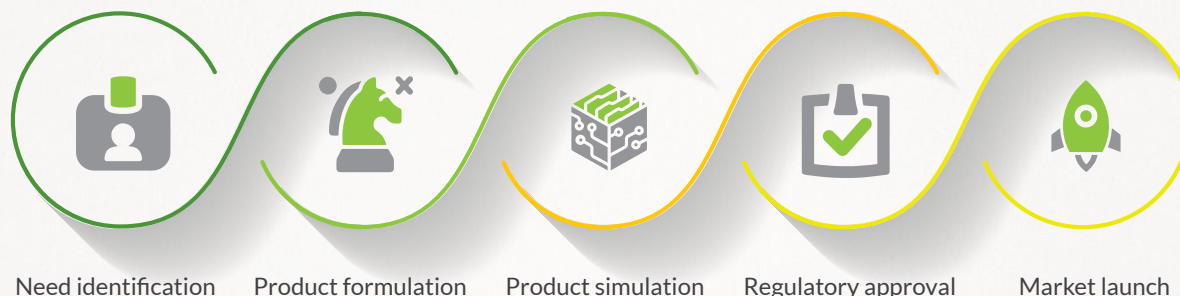 Need identification
Product formulation
Product simulation
Regulatory approval
Market launch